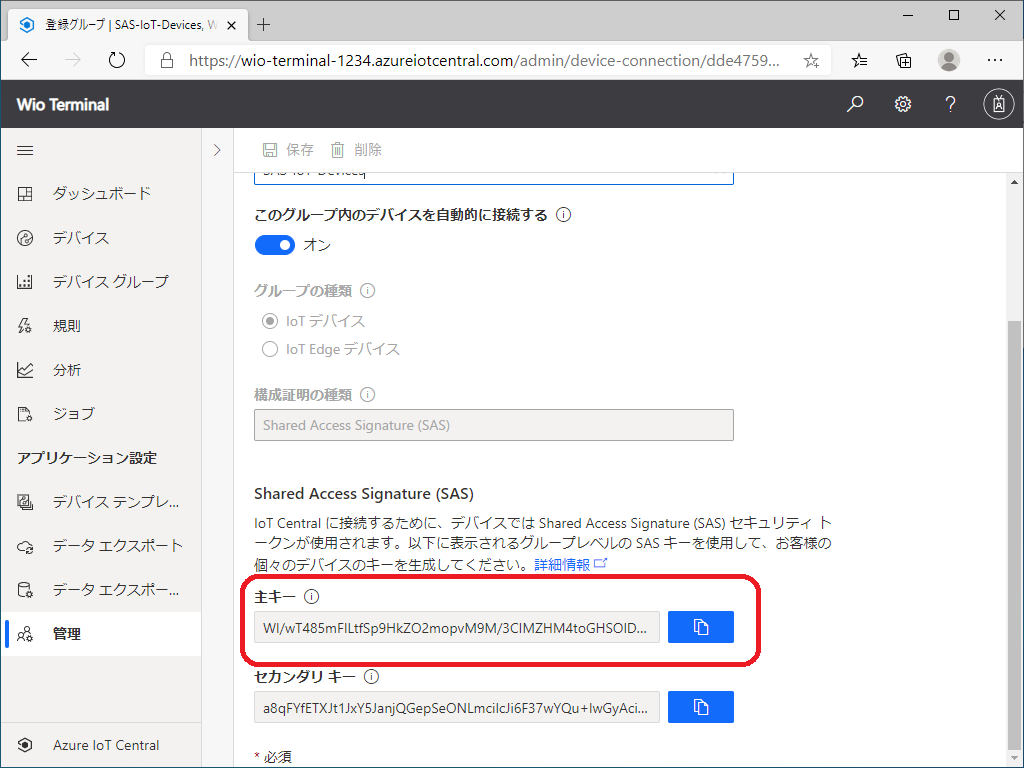 登録グループ | SAS-IoT-Devices, W
https://wio-terminal-1234.azureiotcentral.com/admin/device-connection/dde4759...
Wio Terminal
保存 削除
ダッシュボード
デバイス
デバイス グループ
規則
分析
ジョブ
アプリケーション設定
デバイス テンプレ...
データ エクスポート
データ エクスポー...
管理
Azure IoT Central
SAS-IoT-Devices
このグループ内のデバイスを自動的に接続する
オン
グループの種類
IoT デバイス
IoT Edge デバイス
構成証明の種類
Shared Access Signature (SAS)
Shared Access Signature (SAS)
IoT Central に接続するために、デバイスでは Shared Access Signature (SAS) セキュリティ ト
ークンが使用されます。以下に表示されるグループレベルの SAS キーを使用して、お客様の
個々のデバイスのキーを生成してください。詳細情報
主キー
WI/wT485mFILtfSp9HkZO2mopvM9M/3CIMZHM4toGHSOID...
セカンダリ キー
a8qFYfETXJt1JxY5JanjQGepSeONLmcilcJi6F37wYQu+IwGyAci...
* 必須